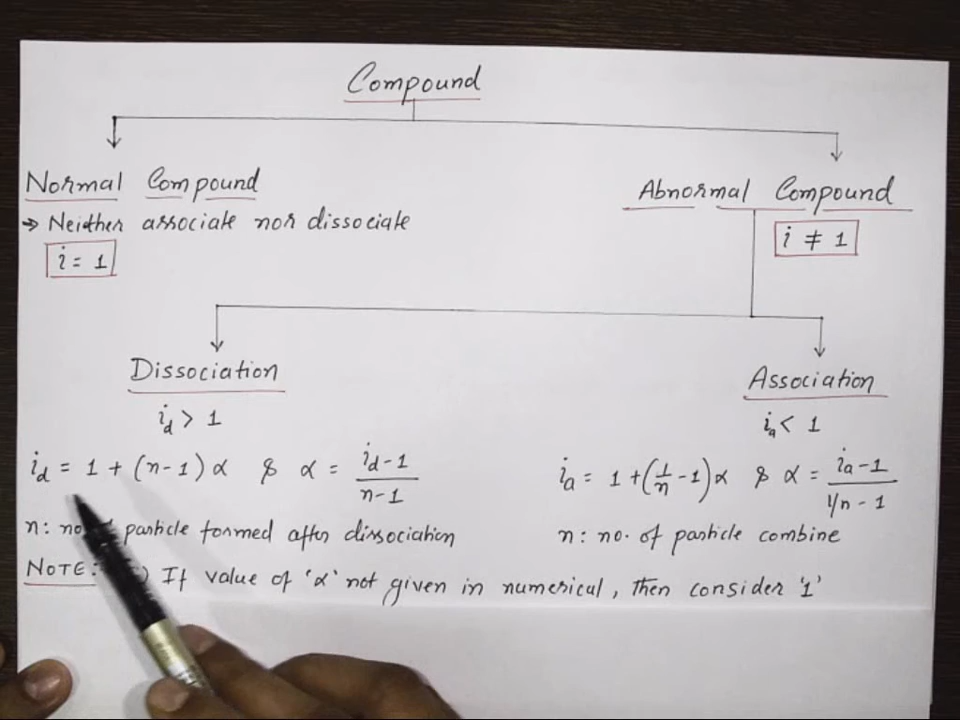 Compound
Normal Compound
→ Neither associate nor dissociate
i = 1
Abnormal Compound
i ≠ 1
Dissociation
i_d > 1
i_d = 1 + (n-1) α & α = (i_d - 1)/(n-1)
n: no. particle formed after dissociation
Association
i_a < 1
i_a = 1 + (1/n - 1) α & α = (i_a - 1)/(1/n - 1)
n: no. of particle combine
NOTE: If value of 'α' not given in numerical, then consider '1'